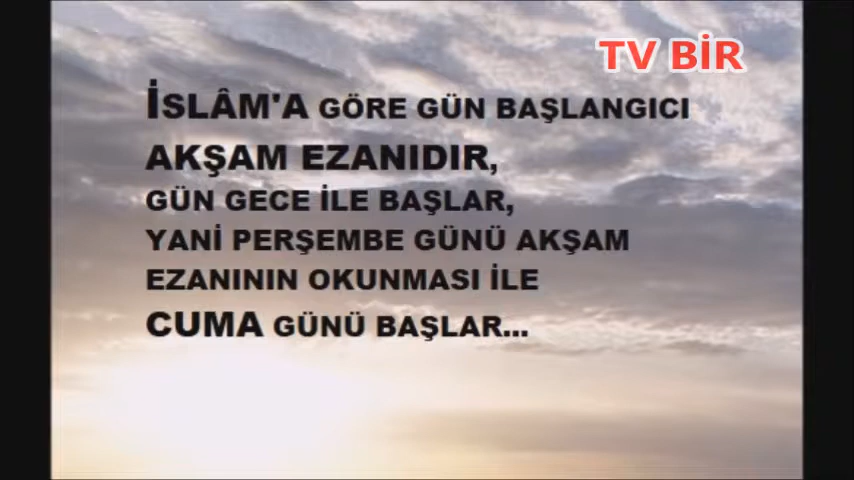 TV BİR
İSLÂM'A GÖRE GÜN BAŞLANGICI
AKŞAM EZANIDIR,
GÜN GECE İLE BAŞLAR,
YANİ PERŞEMBE GÜNÜ AKŞAM
EZANININ OKUNMASI İLE
CUMA GÜNÜ BAŞLAR...